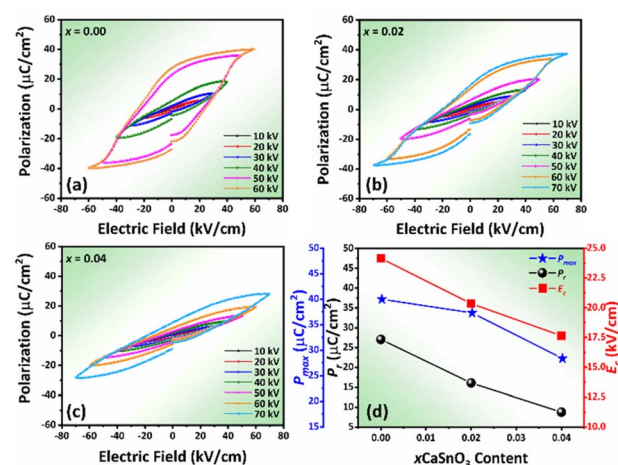 x = 0.00
Polarization (μC/cm²)
60
40
20
0
-20
-40
-60
10 kV
20 kV
30 kV
40 kV
50 kV
60 kV
(a)
-80 -60 -40 -20 0 20 40 60 80
Electric Field (kV/cm)
x = 0.02
Polarization (μC/cm²)
60
40
20
0
-20
-40
-60
10 kV
20 kV
30 kV
40 kV
50 kV
60 kV
70 kV
(b)
-80 -60 -40 -20 0 20 40 60 80
Electric Field (kV/cm)
x = 0.04
Polarization (μC/cm²)
60
40
20
0
-20
-40
-60
10 kV
20 kV
30 kV
40 kV
50 kV
60 kV
70 kV
(c)
-80 -60 -40 -20 0 20 40 60 80
Electric Field (kV/cm)
Pmax (μC/cm²)
50
45
40
35
30
25
20
15
Pr (μC/cm²)
50
45
40
35
30
25
20
15
10
5
Pmax
Pr
Ec
(d)
25.0
22.5
20.0
17.5
15.0
12.5
10.0
Ec (kV/cm)
0.00 0.02 0.02 0.04
xCaSnO₃ Content